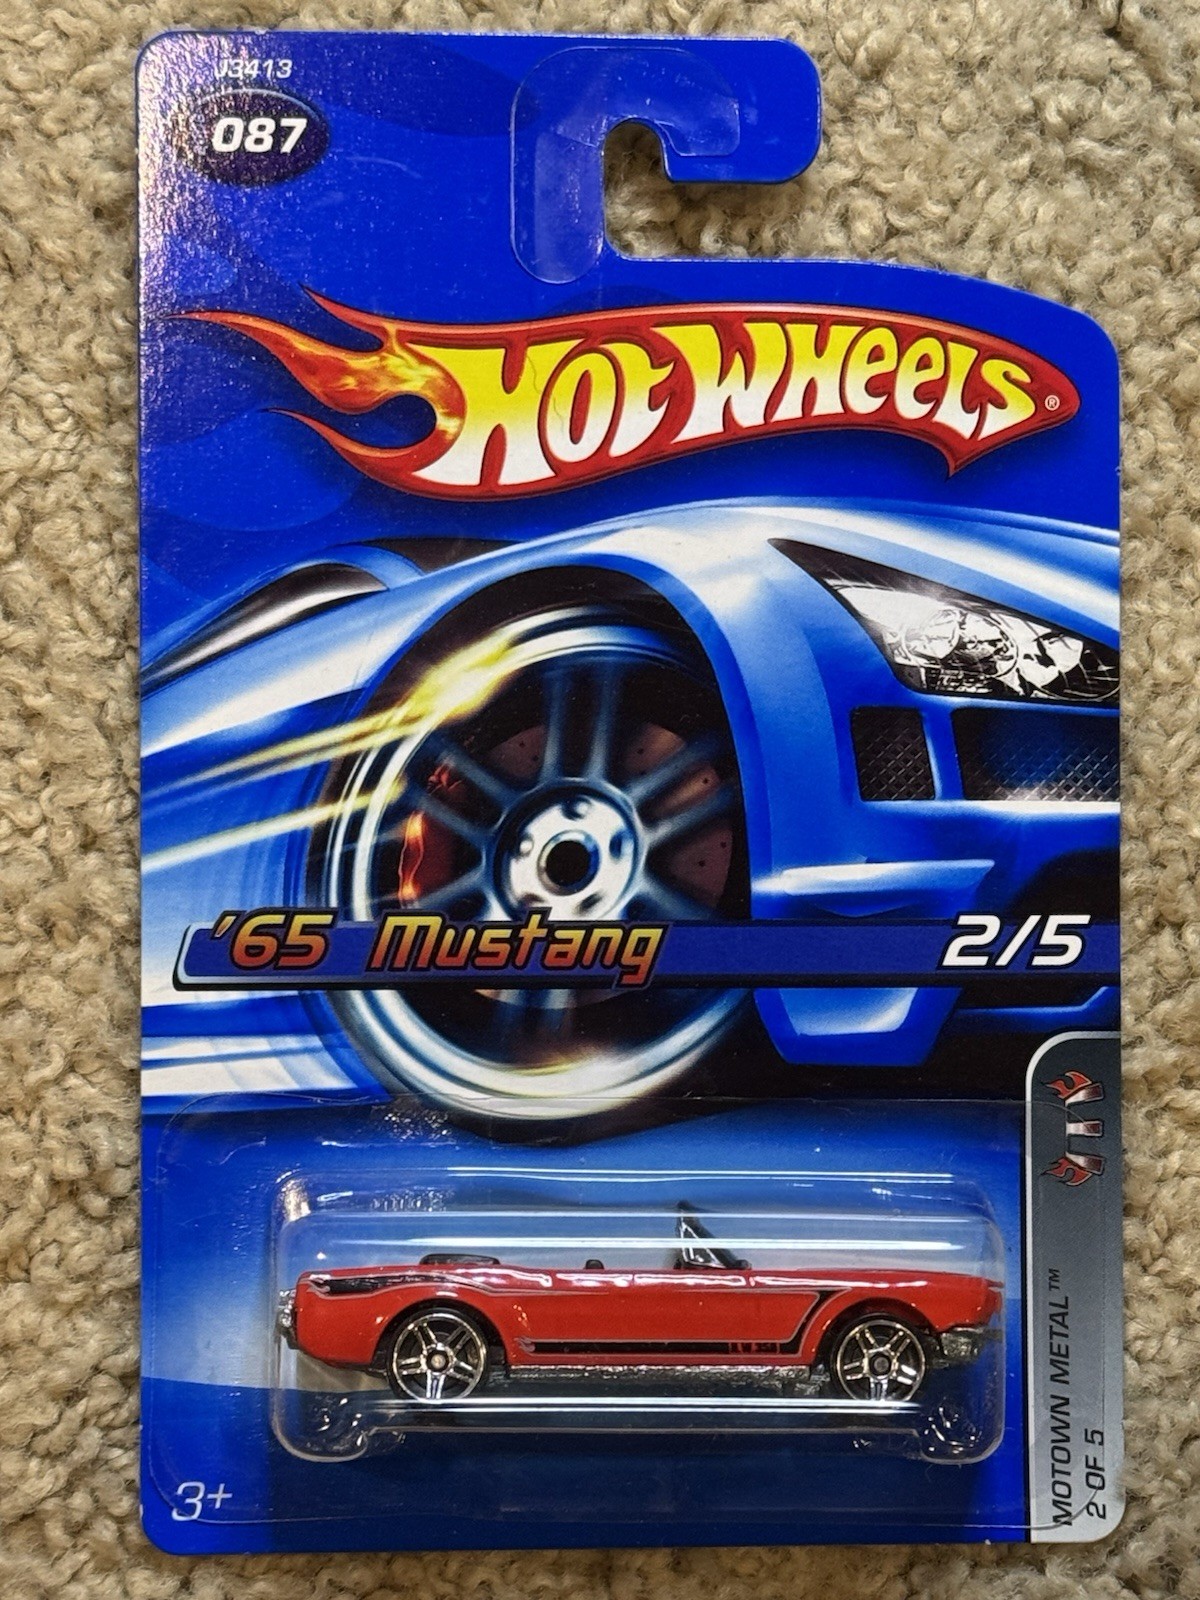 J3413
087
HOT WHEELS®
'65 Mustang 2/5
MOTOWN METAL™
2 OF 5
3+